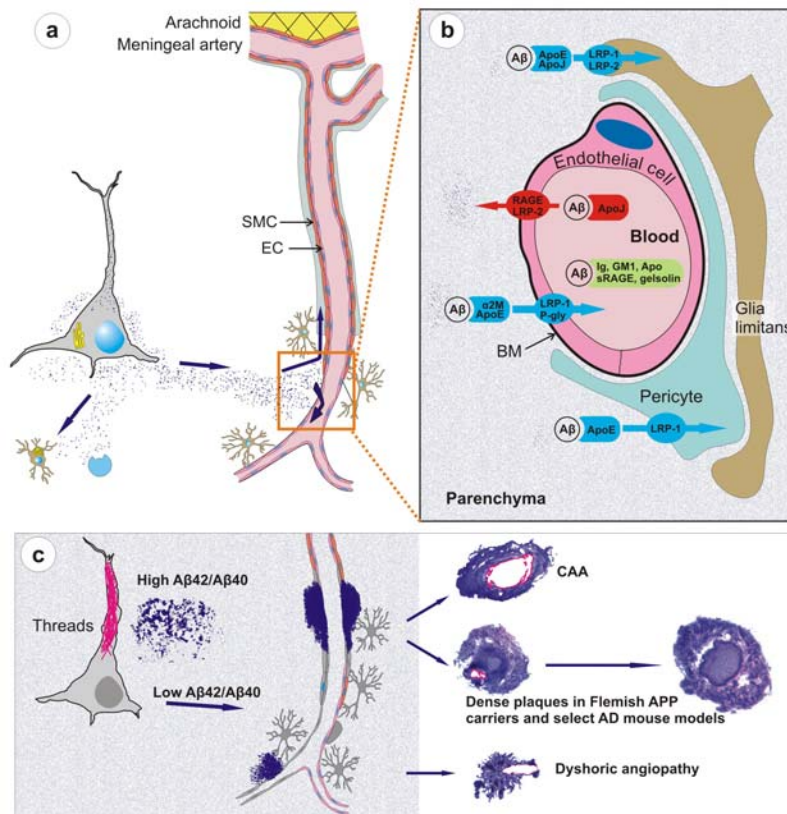 a
Arachnoid
Meningeal artery
SMC
EC
b
Aβ
ApoE
ApoJ
LRP-1
LRP-2
Endothelial cell
RAGE
LRP-2
Aβ
ApoJ
Blood
Aβ
Ig, GM1, Apo
sRAGE, gelsolin
Aβ
α2M
ApoE
LRP-1
P-gly
Glia
limitans
BM
Pericyte
Aβ
ApoE
LRP-1
Parenchyma
c
High Aβ42/Aβ40
Threads
Low Aβ42/Aβ40
CAA
Dense plaques in Flemish APP
carriers and select AD mouse models
Dyshoric angiopathy